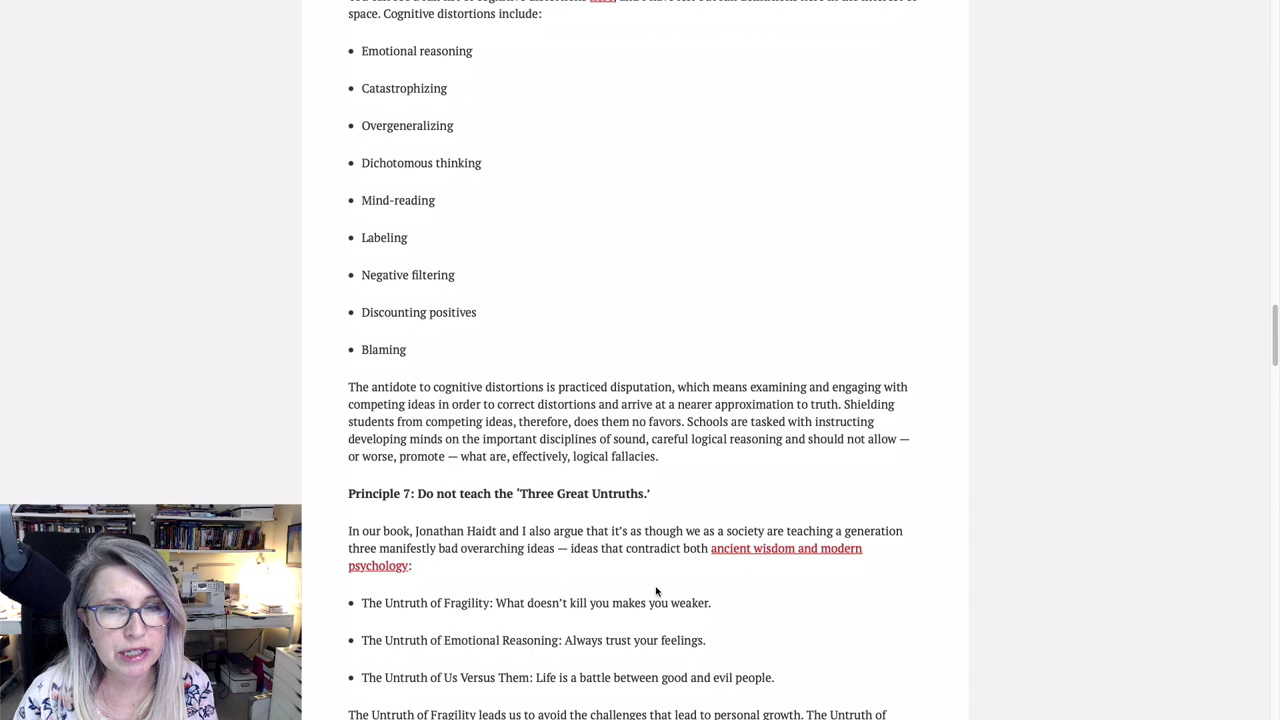 space. Cognitive distortions include:
• Emotional reasoning
• Catastrophizing
• Overgeneralizing
• Dichotomous thinking
• Mind-reading
• Labeling
• Negative filtering
• Discounting positives
• Blaming
The antidote to cognitive distortions is practiced disputation, which means examining and engaging with
competing ideas in order to correct distortions and arrive at a nearer approximation to truth. Shielding
students from competing ideas, therefore, does them no favors. Schools are tasked with instructing
developing minds on the important disciplines of sound, careful logical reasoning and should not allow —
or worse, promote — what are, effectively, logical fallacies.
Principle 7: Do not teach the ‘Three Great Untruths.’
In our book, Jonathan Haidt and I also argue that it’s as though we as a society are teaching a generation
three manifestly bad overarching ideas — ideas that contradict both ancient wisdom and modern
psychology:
• The Untruth of Fragility: What doesn’t kill you makes you weaker.
• The Untruth of Emotional Reasoning: Always trust your feelings.
• The Untruth of Us Versus Them: Life is a battle between good and evil people.
The Untruth of Fragility leads us to avoid the challenges that lead to personal growth. The Untruth of